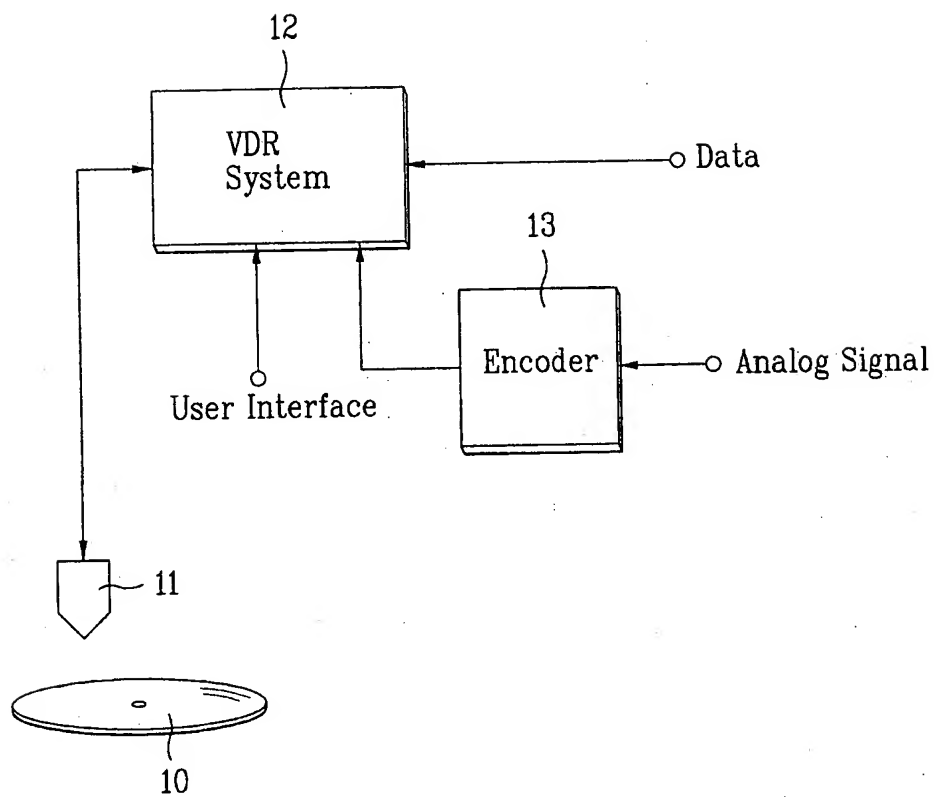 12
VDR
System
Data
13
Encoder
Analog Signal
User Interface
11
10